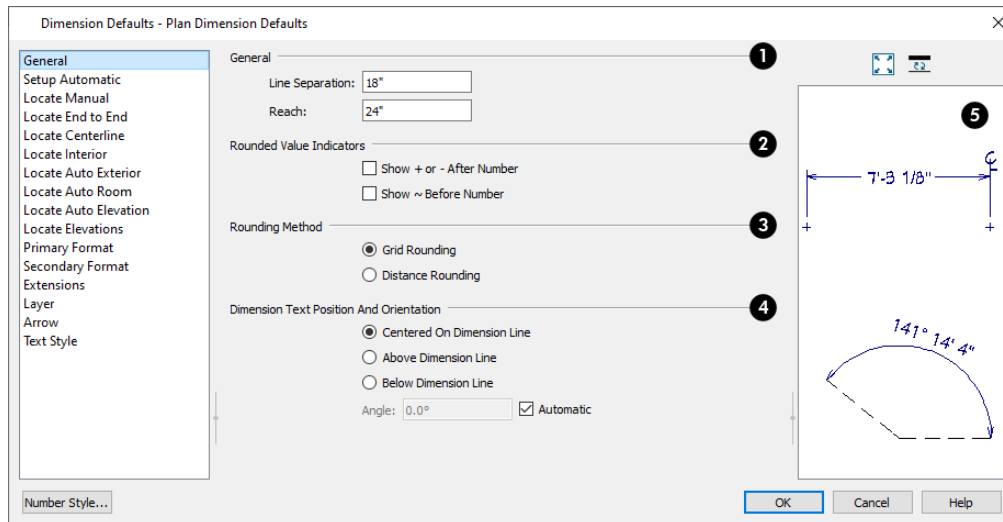 Dimension Defaults - Plan Dimension Defaults
General
Setup Automatic
Locate Manual
Locate End to End
Locate Centerline
Locate Interior
Locate Auto Exterior
Locate Auto Room
Locate Auto Elevation
Locate Elevations
Primary Format
Secondary Format
Extensions
Layer
Arrow
Text Style
General 1
Line Separation: 18"
Reach: 24"
Rounded Value Indicators 2
Show + or - After Number
Show ~ Before Number
Rounding Method 3
Grid Rounding
Distance Rounding
Dimension Text Position And Orientation 4
Centered On Dimension Line
Above Dimension Line
Below Dimension Line
Angle: 0.0° Automatic
5
7'-3 1/8"
141° 14' 4"
Number Style... OK Cancel Help